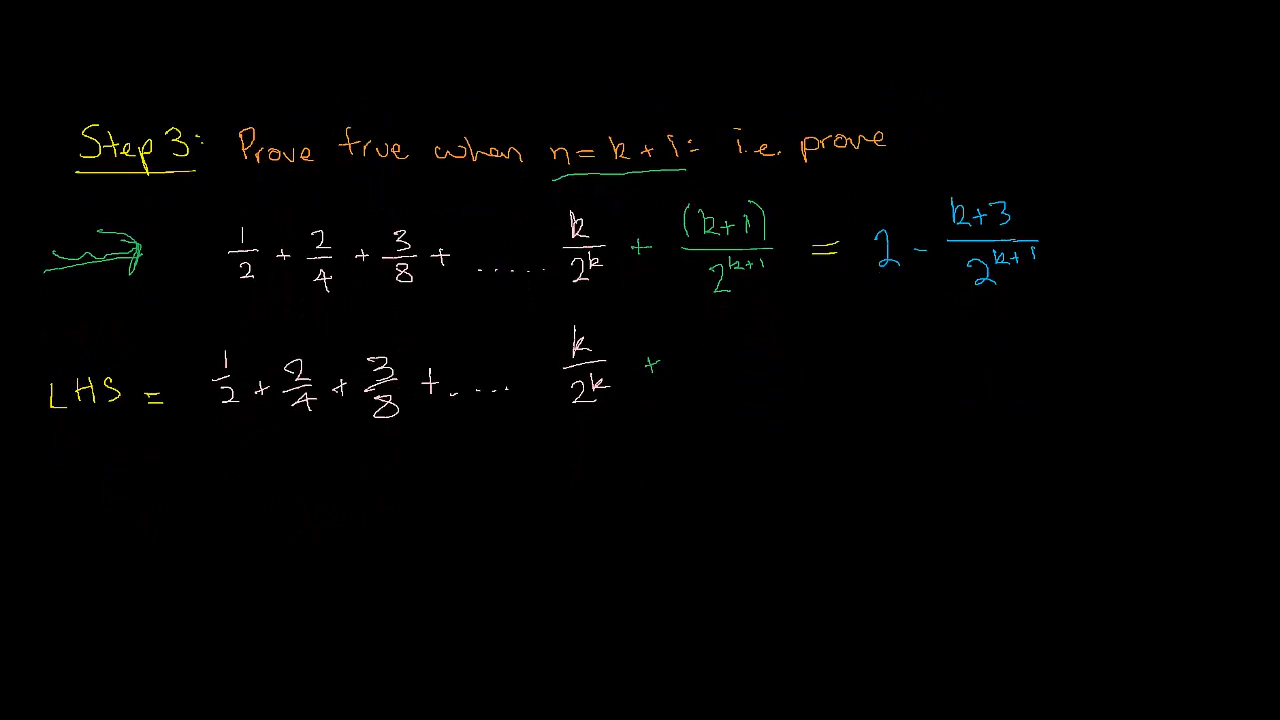 Step 3: Prove true when n = k + 1: i.e. prove
1/2 + 2/4 + 3/8 + ...... k/2^k + (k+1)/2^(k+1) = 2 - (k+3)/2^(k+1)
LHS = 1/2 + 2/4 + 3/8 + .... k/2^k +